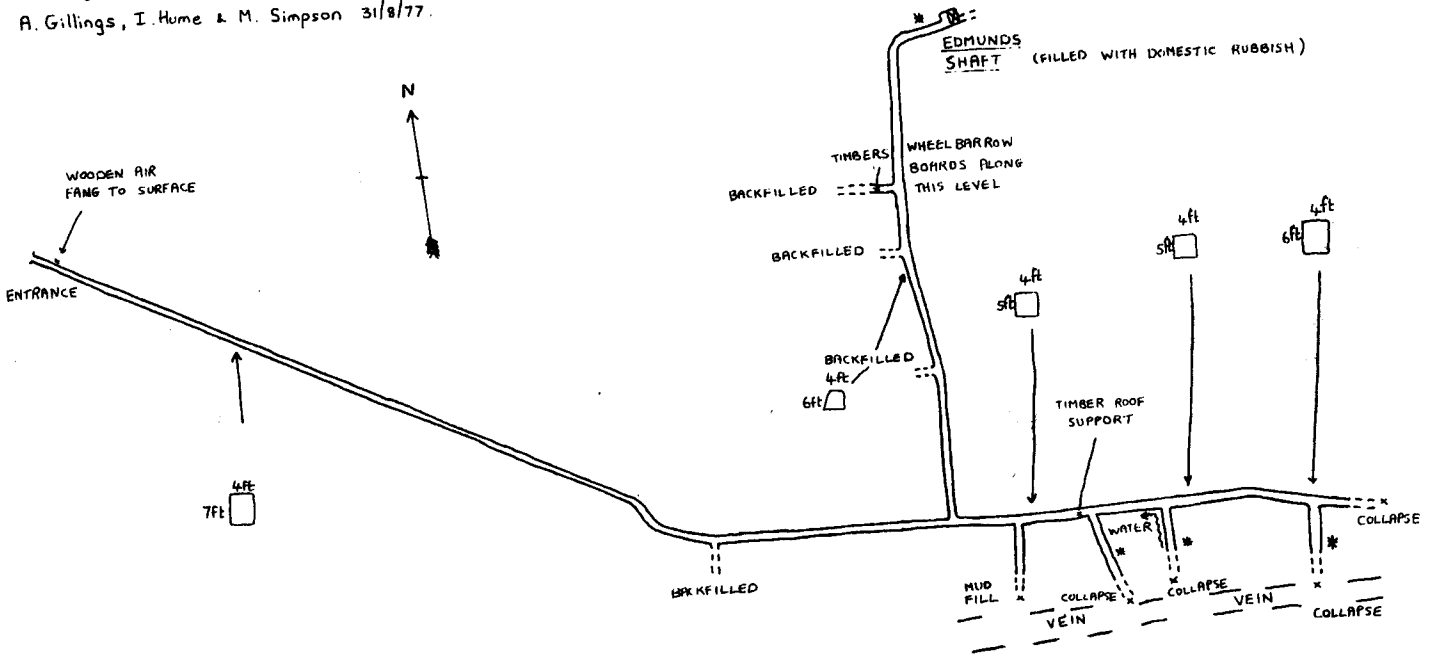 A. Gillings, I. Hume & M. Simpson 31/8/77.
*
EDMUNDS
SHAFT (FILLED WITH DOMESTIC RUBBISH)
N
WOODEN AIR
FANG TO SURFACE
ENTRANCE
TIMBERS
WHEELBARROW
BOARDS ALONG
THIS LEVEL
BACKFILLED
BACKFILLED
BACKFILLED
4ft
6ft
4ft
5ft
4ft
5ft
4ft
6ft
TIMBER ROOF
SUPPORT
4ft
7ft
BACKFILLED
MUD
FILL
x
WATER
*
*
*
COLLAPSE
x
COLLAPSE
x
COLLAPSE
x
COLLAPSE
x
VEIN
VEIN